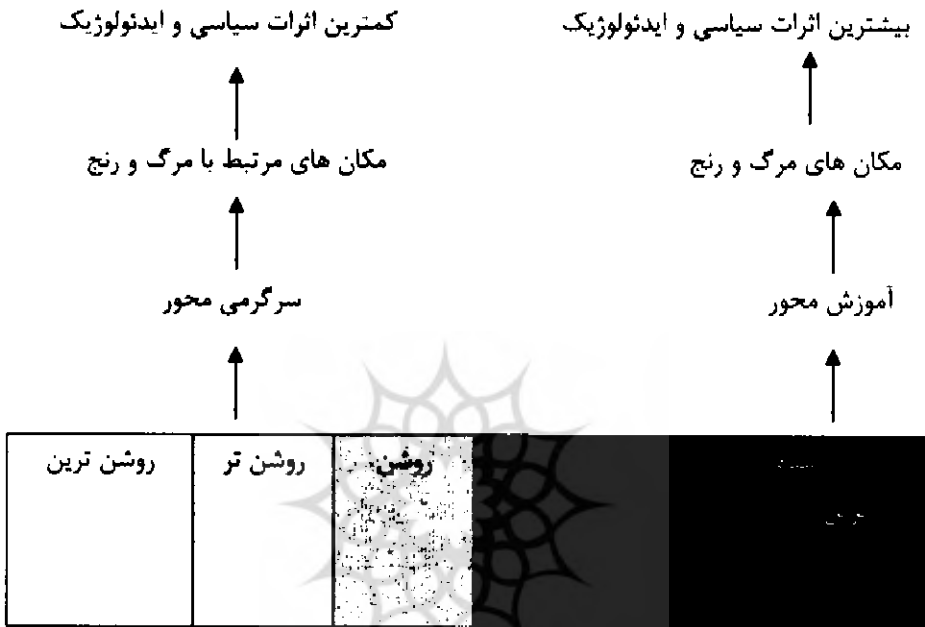 بیشترین اثرات سیاسی و ایدئولوژیک
کمترین اثرات سیاسی و ایدئولوژیک
مکان های مرگ و رنج
مکان های مرتبط با مرگ و رنج
آموزش محور
سرگرمی محور
روشن
روشن تر
روشن ترین